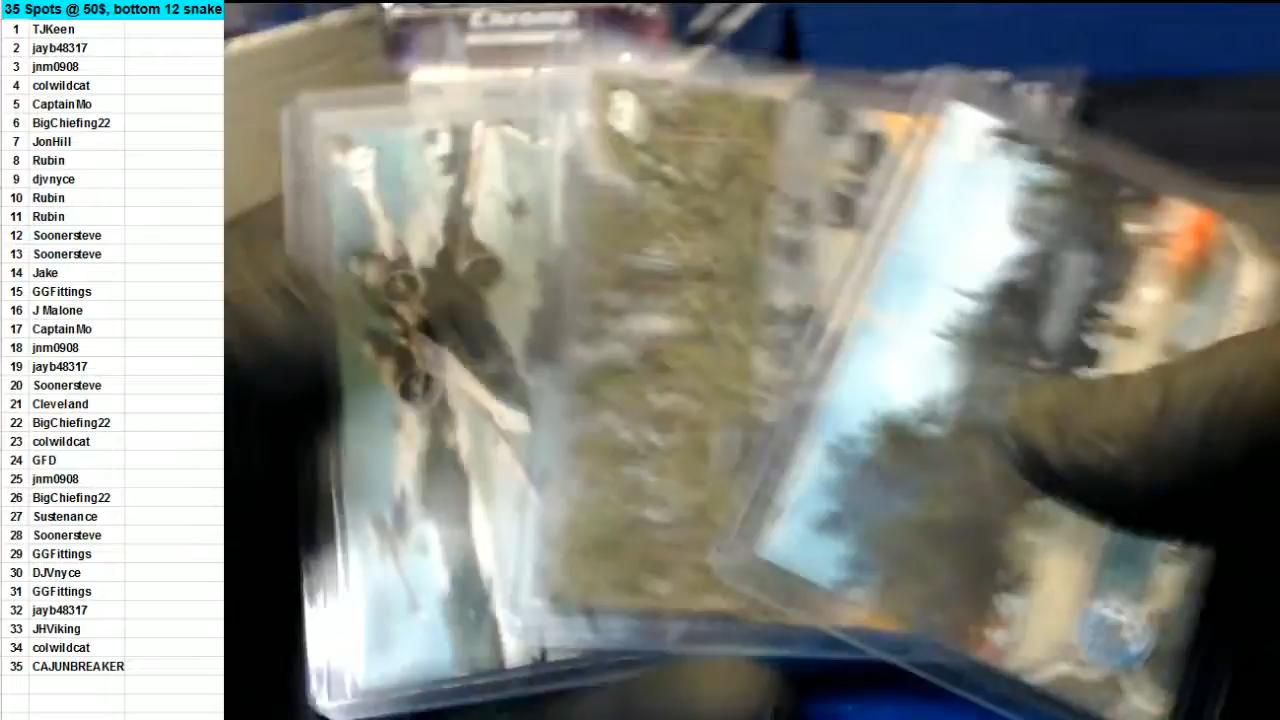 35 Spots @ 50$, bottom 12 snake
1 TJKeen
2 jayb48317
3 jnm0908
4 colwildcat
5 CaptainMo
6 BigChiefing22
7 JonHill
8 Rubin
9 djvnyce
10 Rubin
11 Rubin
12 Soonersteve
13 Soonersteve
14 Jake
15 GGFittings
16 J Malone
17 CaptainMo
18 jnm0908
19 jayb48317
20 Soonersteve
21 Cleveland
22 BigChiefing22
23 colwildcat
24 GFD
25 jnm0908
26 BigChiefing22
27 Sustenance
28 Soonersteve
29 GGFittings
30 DJVnyce
31 GGFittings
32 jayb48317
33 JHViking
34 colwildcat
35 CAJUNBREAKER
Chrome